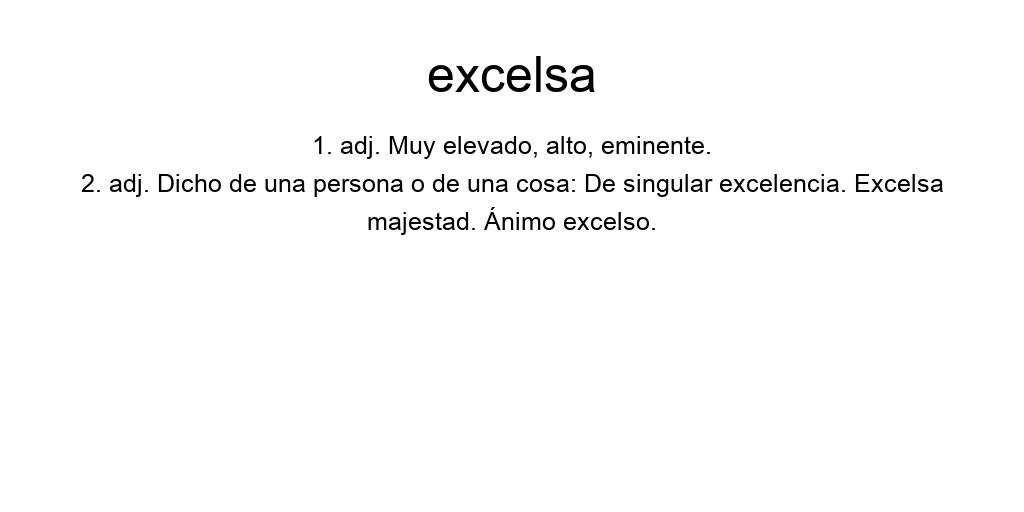 excelsa
1. adj. Muy elevado, alto, eminente.
2. adj. Dicho de una persona o de una cosa: De singular excelencia. Excelsa
majestad. Ánimo excelso.